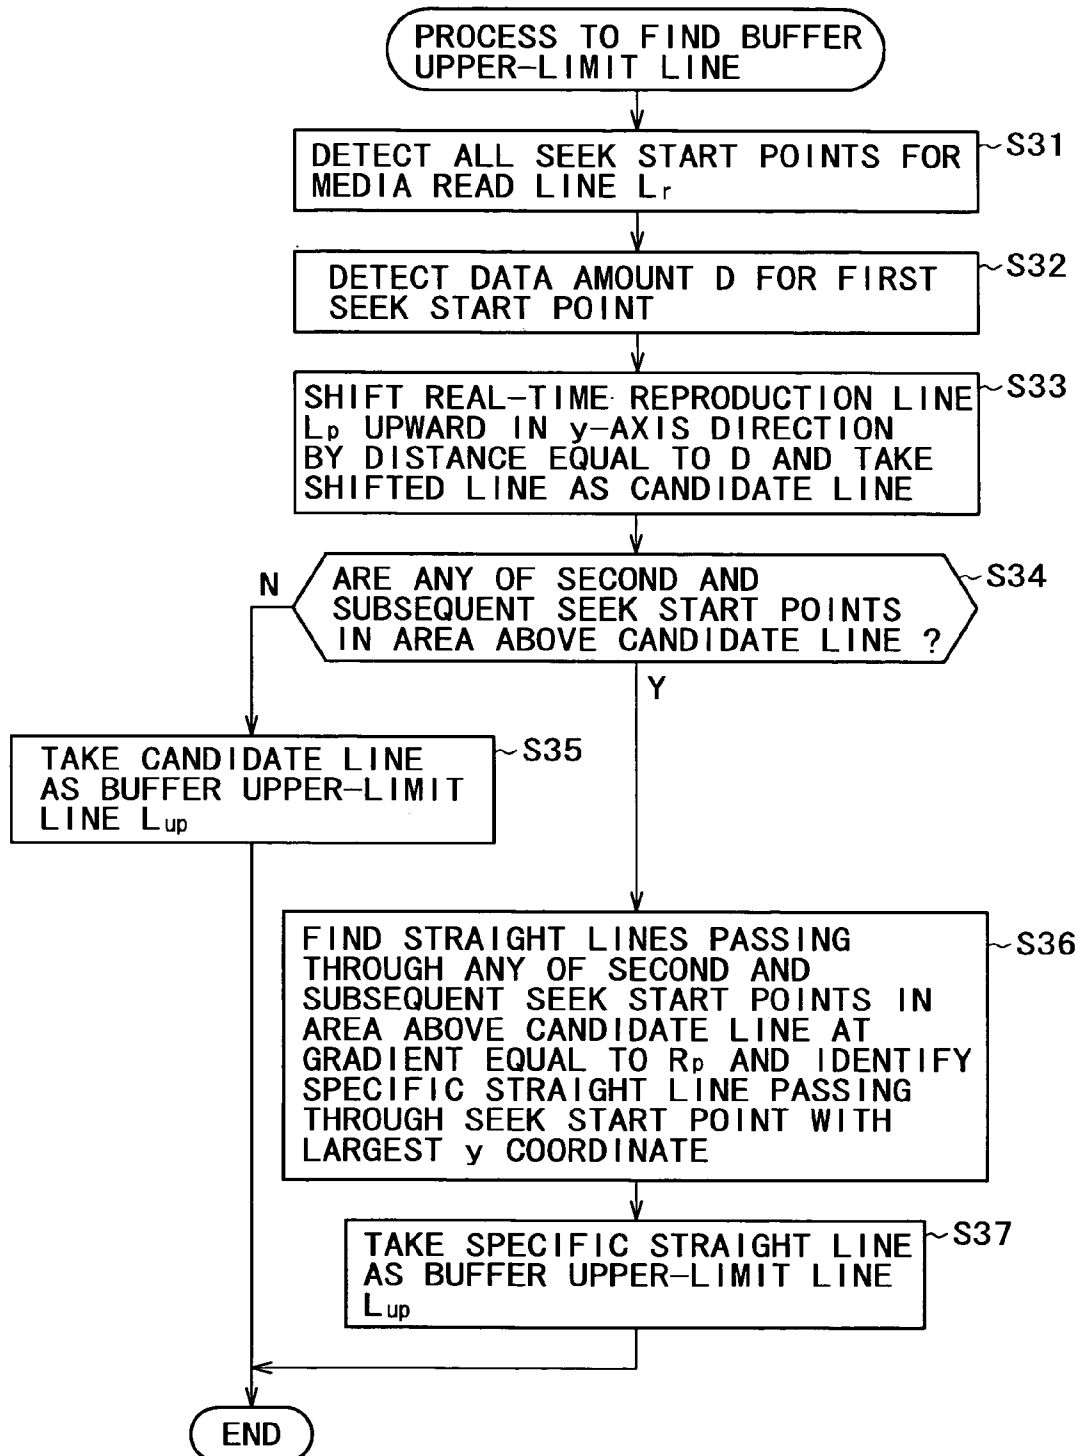 PROCESS TO FIND BUFFER
UPPER-LIMIT LINE
DETECT ALL SEEK START POINTS FOR
MEDIA READ LINE Lr
S31
DETECT DATA AMOUNT D FOR FIRST
SEEK START POINT
S32
SHIFT REAL-TIME REPRODUCTION LINE
Lp UPWARD IN y-AXIS DIRECTION
BY DISTANCE EQUAL TO D AND TAKE
SHIFTED LINE AS CANDIDATE LINE
S33
ARE ANY OF SECOND AND
SUBSEQUENT SEEK START POINTS
IN AREA ABOVE CANDIDATE LINE ?
S34
N
Y
TAKE CANDIDATE LINE
AS BUFFER UPPER-LIMIT
LINE Lup
S35
FIND STRAIGHT LINES PASSING
THROUGH ANY OF SECOND AND
SUBSEQUENT SEEK START POINTS IN
AREA ABOVE CANDIDATE LINE AT
GRADIENT EQUAL TO Rp AND IDENTIFY
SPECIFIC STRAIGHT LINE PASSING
THROUGH SEEK START POINT WITH
LARGEST y COORDINATE
S36
TAKE SPECIFIC STRAIGHT LINE
AS BUFFER UPPER-LIMIT LINE
Lup
S37
END